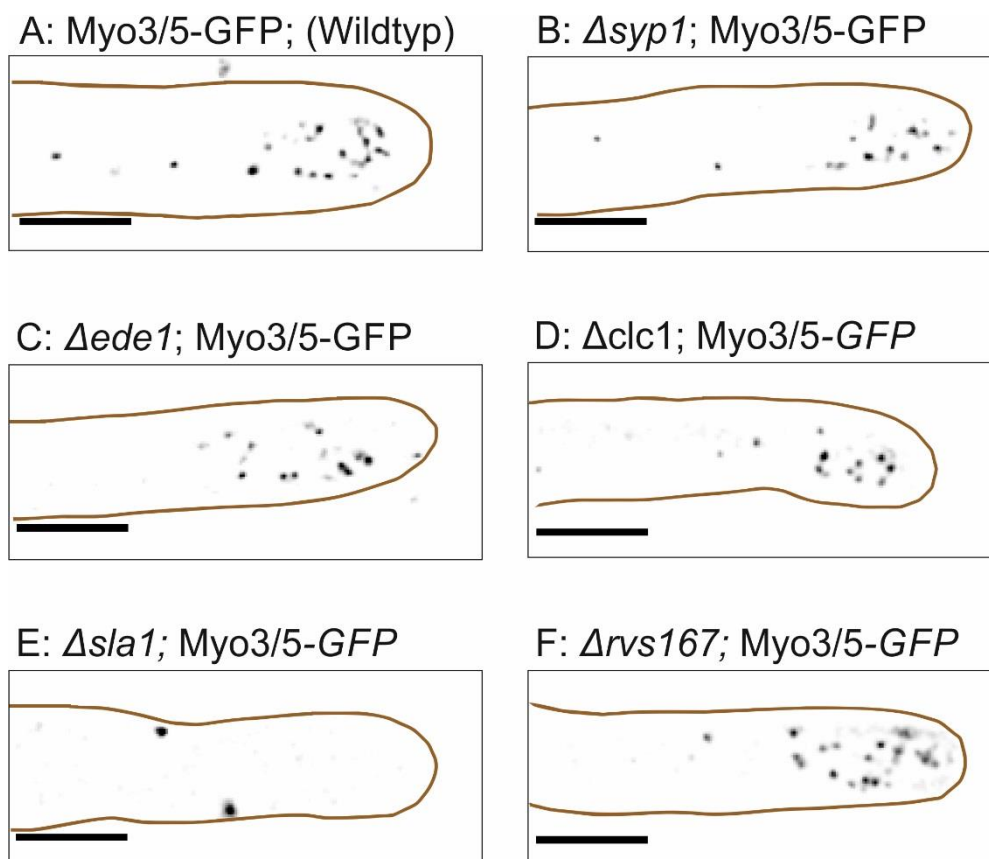 A: Myo3/5-GFP; (Wildtyp)
B: Δsyp1; Myo3/5-GFP
C: Δede1; Myo3/5-GFP
D: Δclc1; Myo3/5-GFP
E: Δsla1; Myo3/5-GFP
F: Δrvs167; Myo3/5-GFP